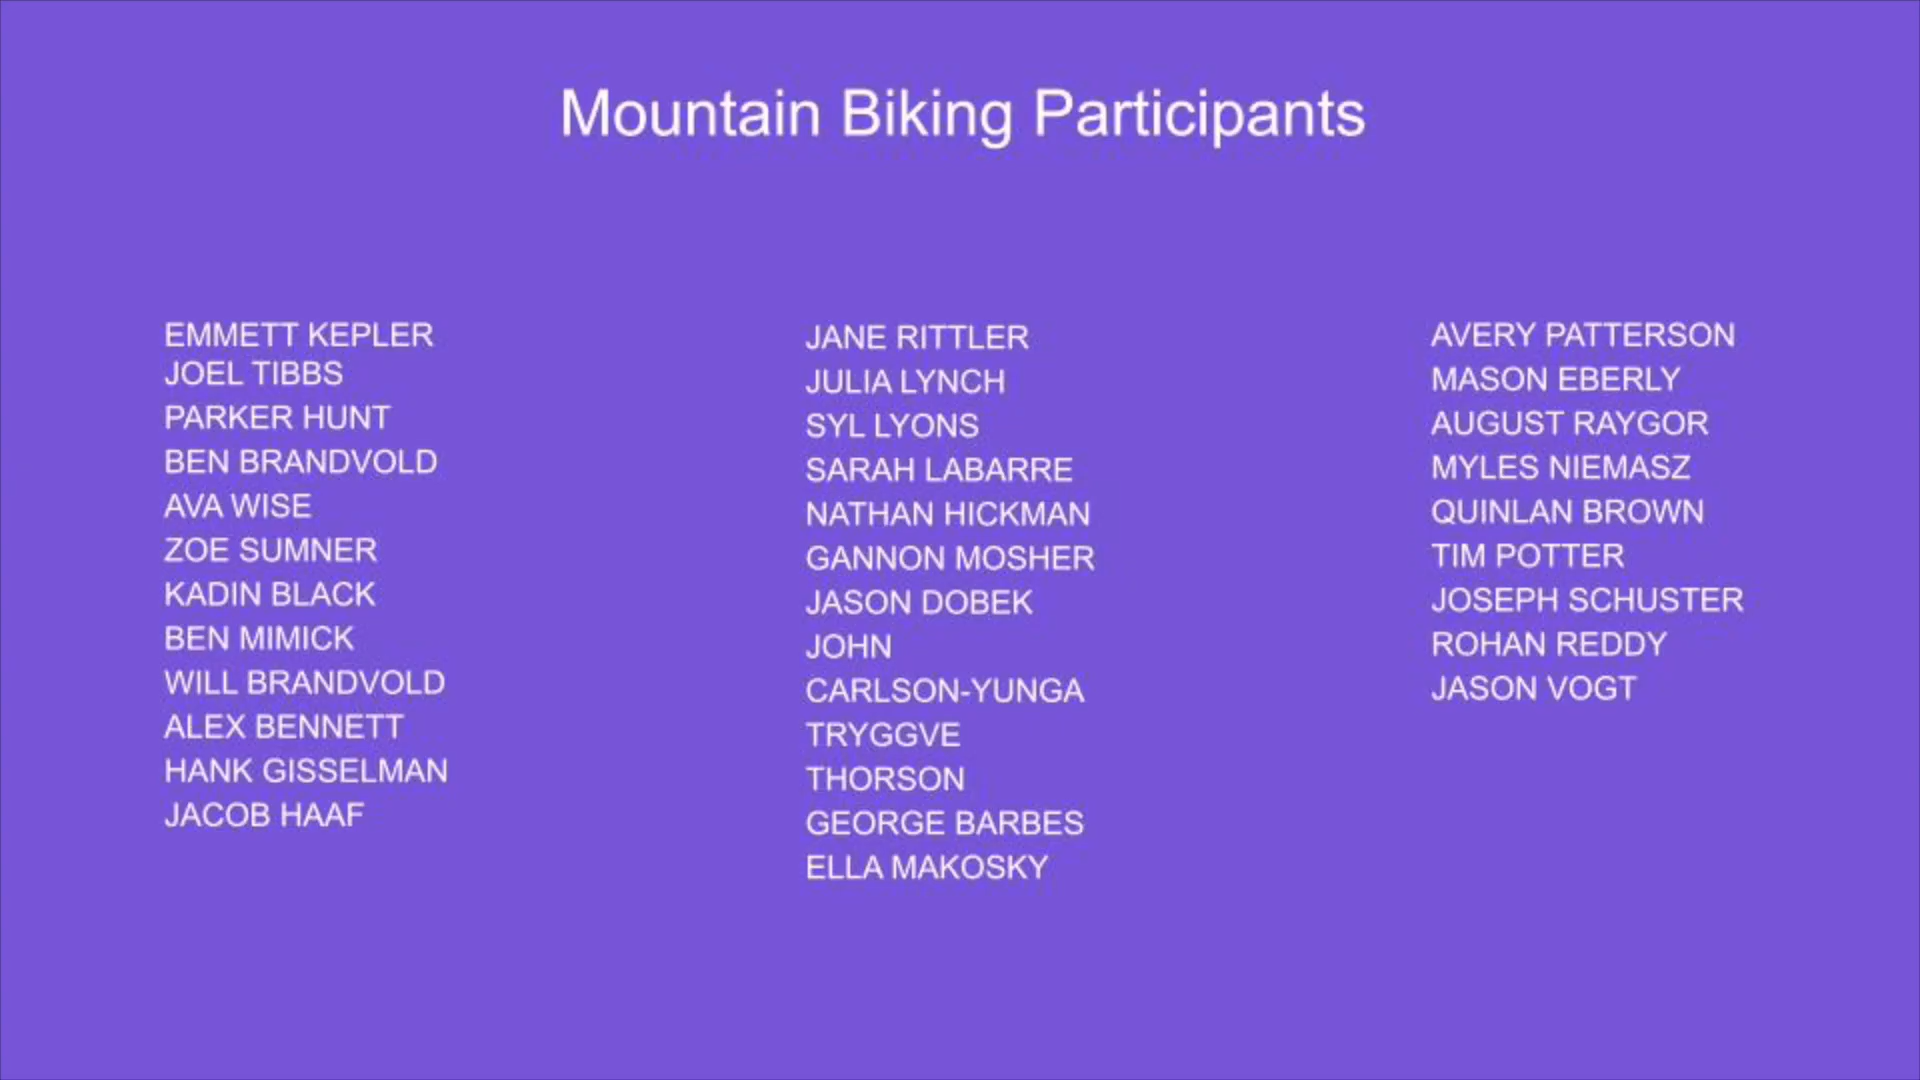 Mountain Biking Participants
EMMETT KEPLER
JOEL TIBBS
PARKER HUNT
BEN BRANDVOLD
AVA WISE
ZOE SUMNER
KADIN BLACK
BEN MIMICK
WILL BRANDVOLD
ALEX BENNETT
HANK GISSELMAN
JACOB HAAF
JANE RITTLER
JULIA LYNCH
SYL LYONS
SARAH LABARRE
NATHAN HICKMAN
GANNON MOSHER
JASON DOBEK
JOHN
CARLSON-YUNGA
TRYGGVE
THORSON
GEORGE BARBES
ELLA MAKOSKY
AVERY PATTERSON
MASON EBERLY
AUGUST RAYGOR
MYLES NIEMASZ
QUINLAN BROWN
TIM POTTER
JOSEPH SCHUSTER
ROHAN REDDY
JASON VOGT